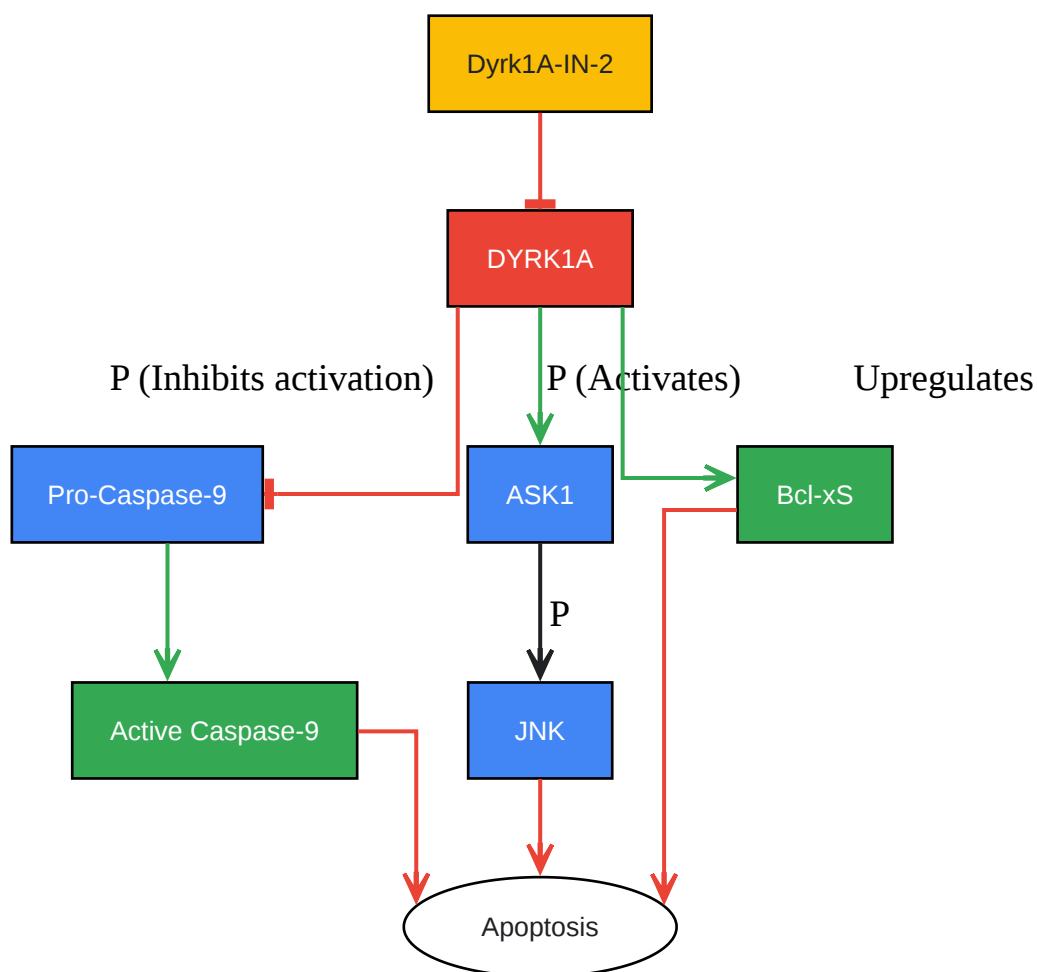 Dyrk1A-IN-2
DYRK1A
P (Inhibits activation)
P (Activates)
Upregulates
Pro-Caspase-9
ASK1
Bcl-xS
P
Active Caspase-9
JNK
Apoptosis